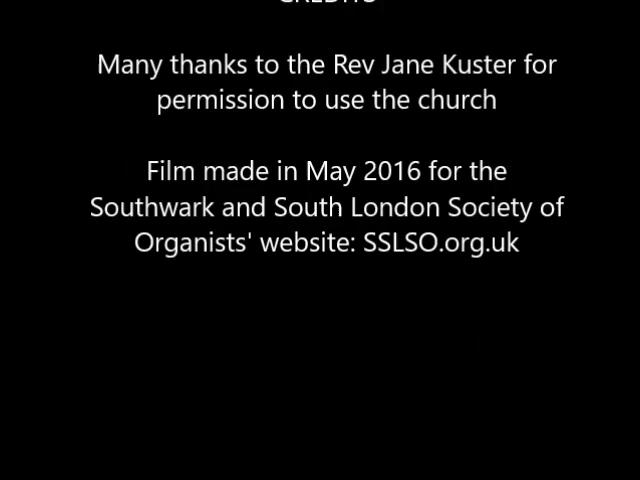 CREDITS
Many thanks to the Rev Jane Kuster for
permission to use the church
Film made in May 2016 for the
Southwark and South London Society of
Organists' website: SSLSO.org.uk